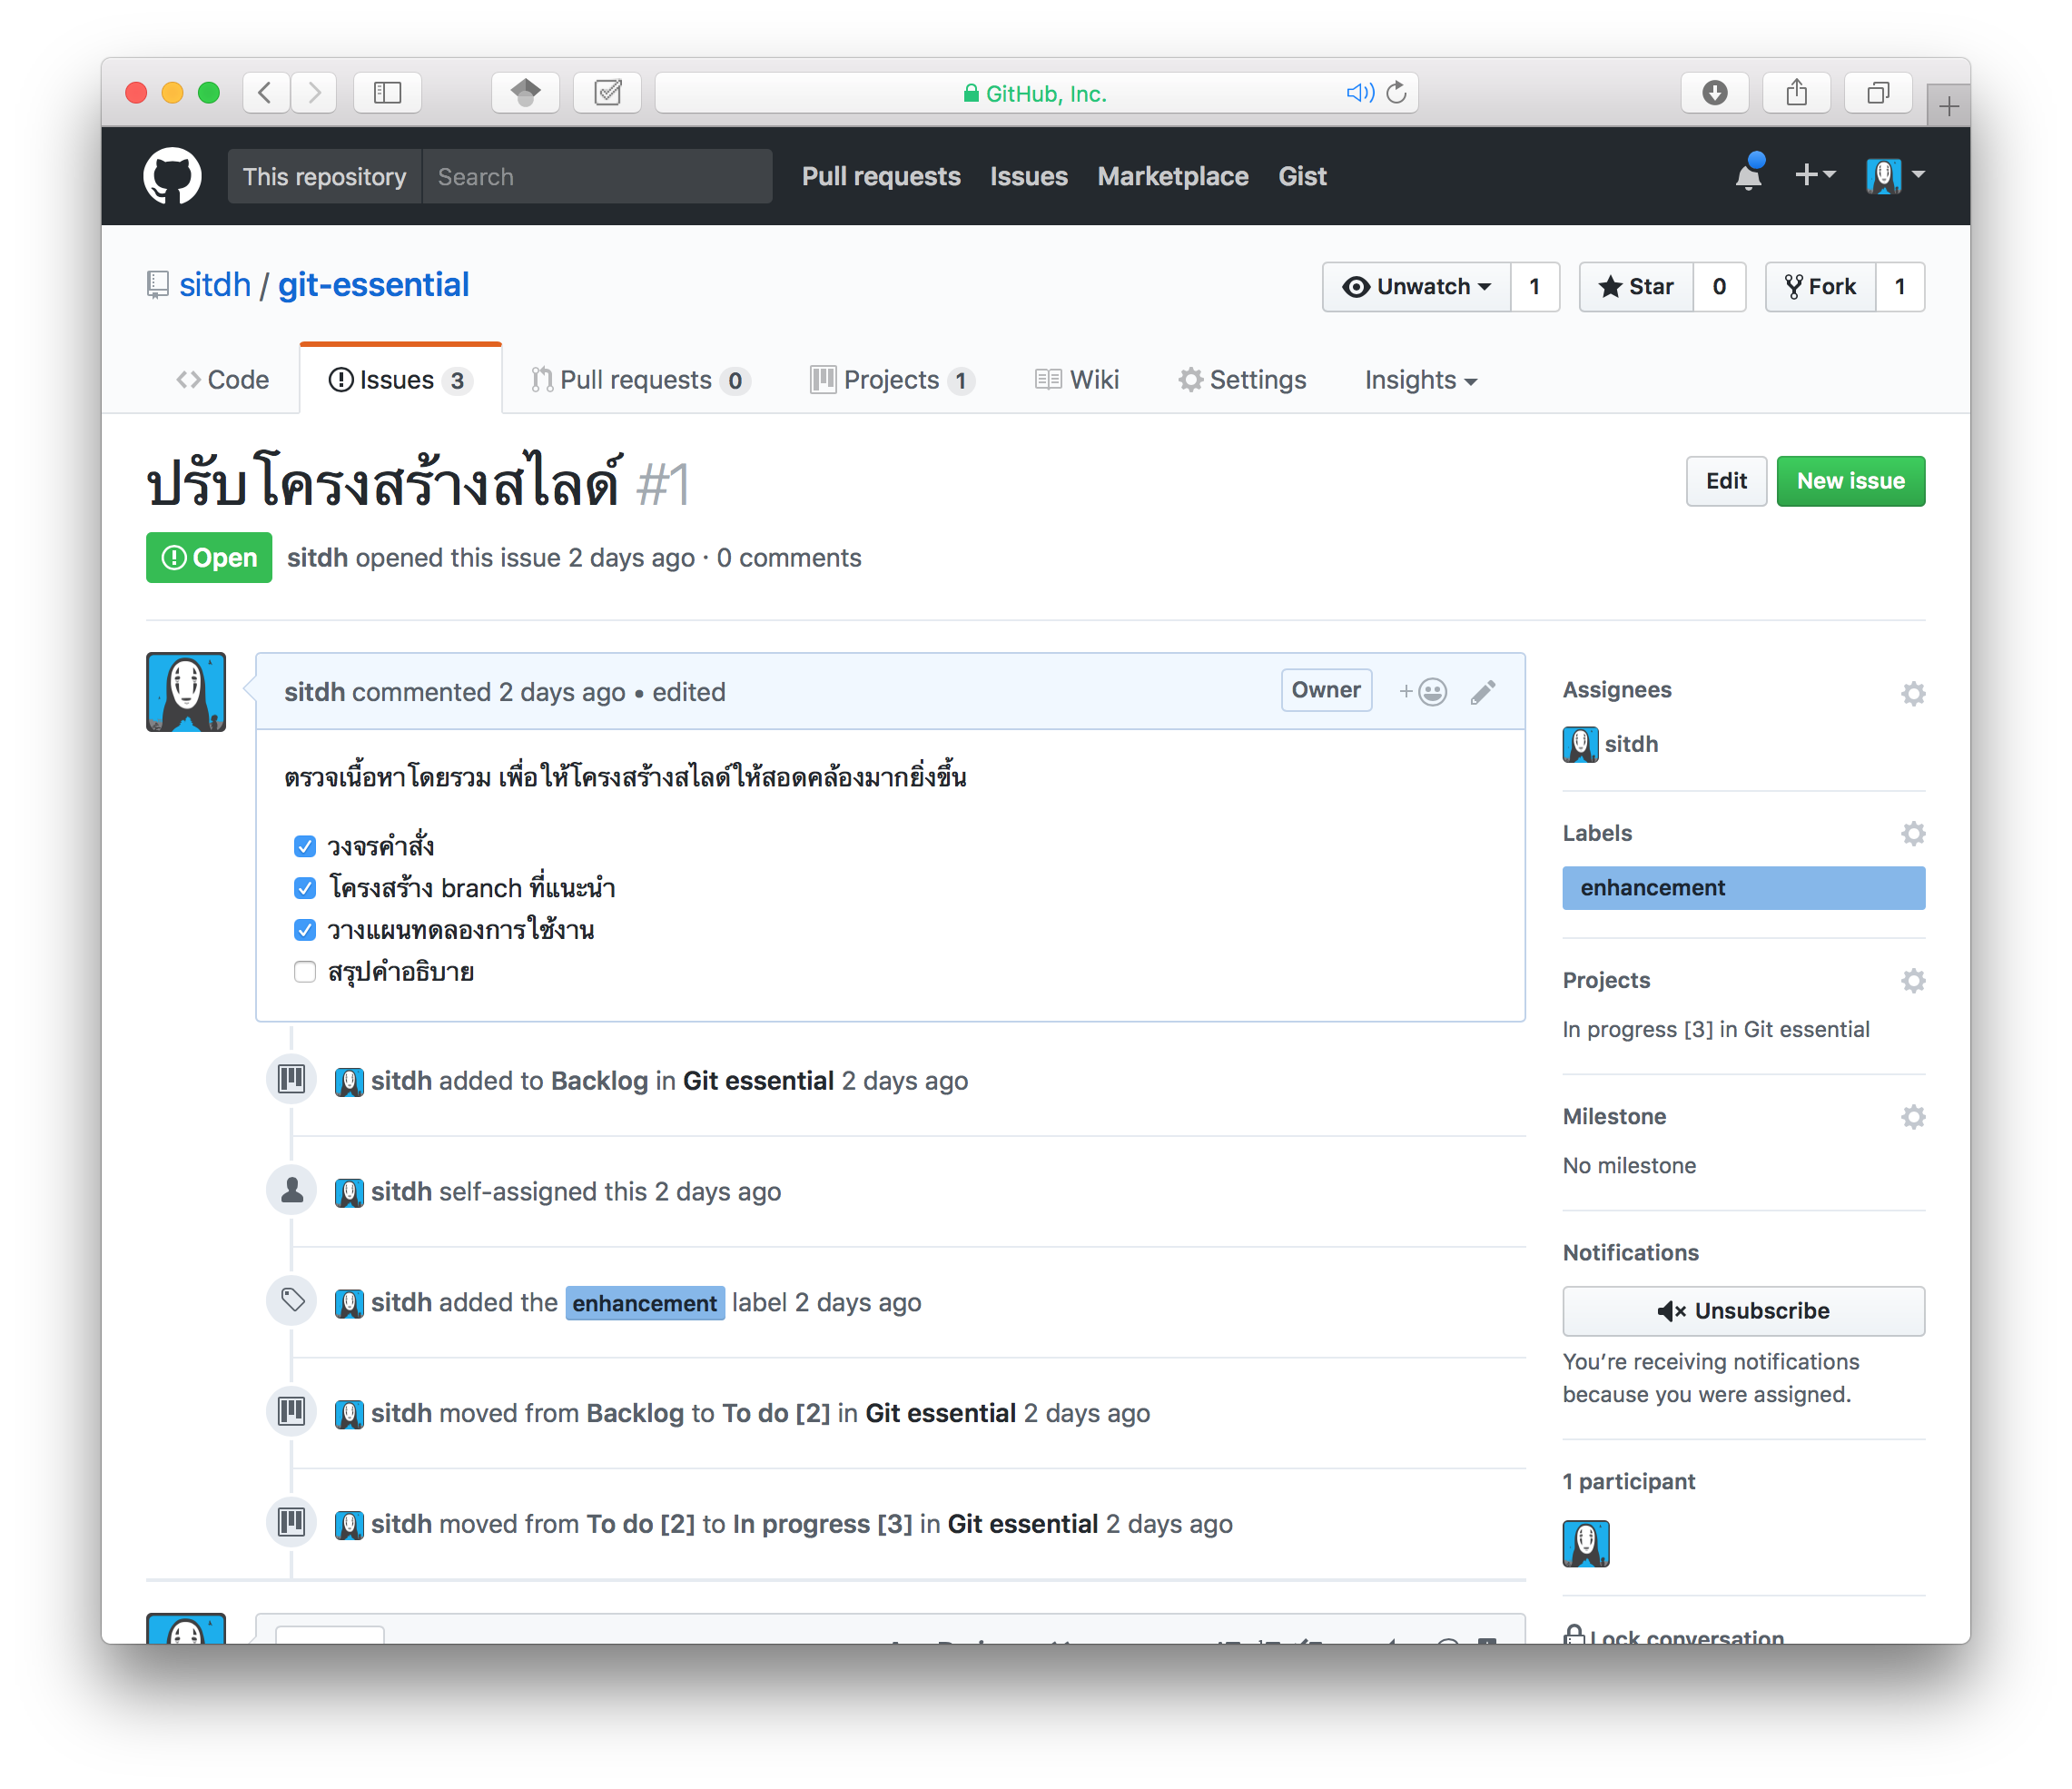 GitHub, Inc.
This repository Search Pull requests Issues Marketplace Gist
sitdh / git-essential Unwatch 1 Star 0 Fork 1
Code Issues 3 Pull requests 0 Projects 1 Wiki Settings Insights
ปรับโครงสร้างสไลด์ #1 Edit New issue
Open sitdh opened this issue 2 days ago · 0 comments
sitdh commented 2 days ago • edited Owner
ตรวจเนื้อหาโดยรวม เพื่อให้โครงสร้างสไลด์ให้สอดคล้องมากยิ่งขึ้น
วงจรคำสั่ง
โครงสร้าง branch ที่แนะนำ
วางแผนทดลองการใช้งาน
สรุปคำอธิบาย
sitdh added to Backlog in Git essential 2 days ago
sitdh self-assigned this 2 days ago
sitdh added the enhancement label 2 days ago
sitdh moved from Backlog to To do [2] in Git essential 2 days ago
sitdh moved from To do [2] to In progress [3] in Git essential 2 days ago
Assignees
sitdh
Labels
enhancement
Projects
In progress [3] in Git essential
Milestone
No milestone
Notifications
Unsubscribe
You’re receiving notifications
because you were assigned.
1 participant
Lock conversation